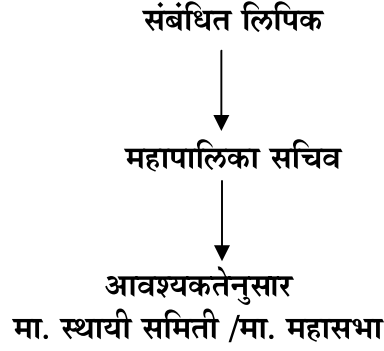 संबंधित लिपिक
महापालिका सचिव
आवश्यकतेनुसार
मा. स्थायी समिती /मा. महासभा